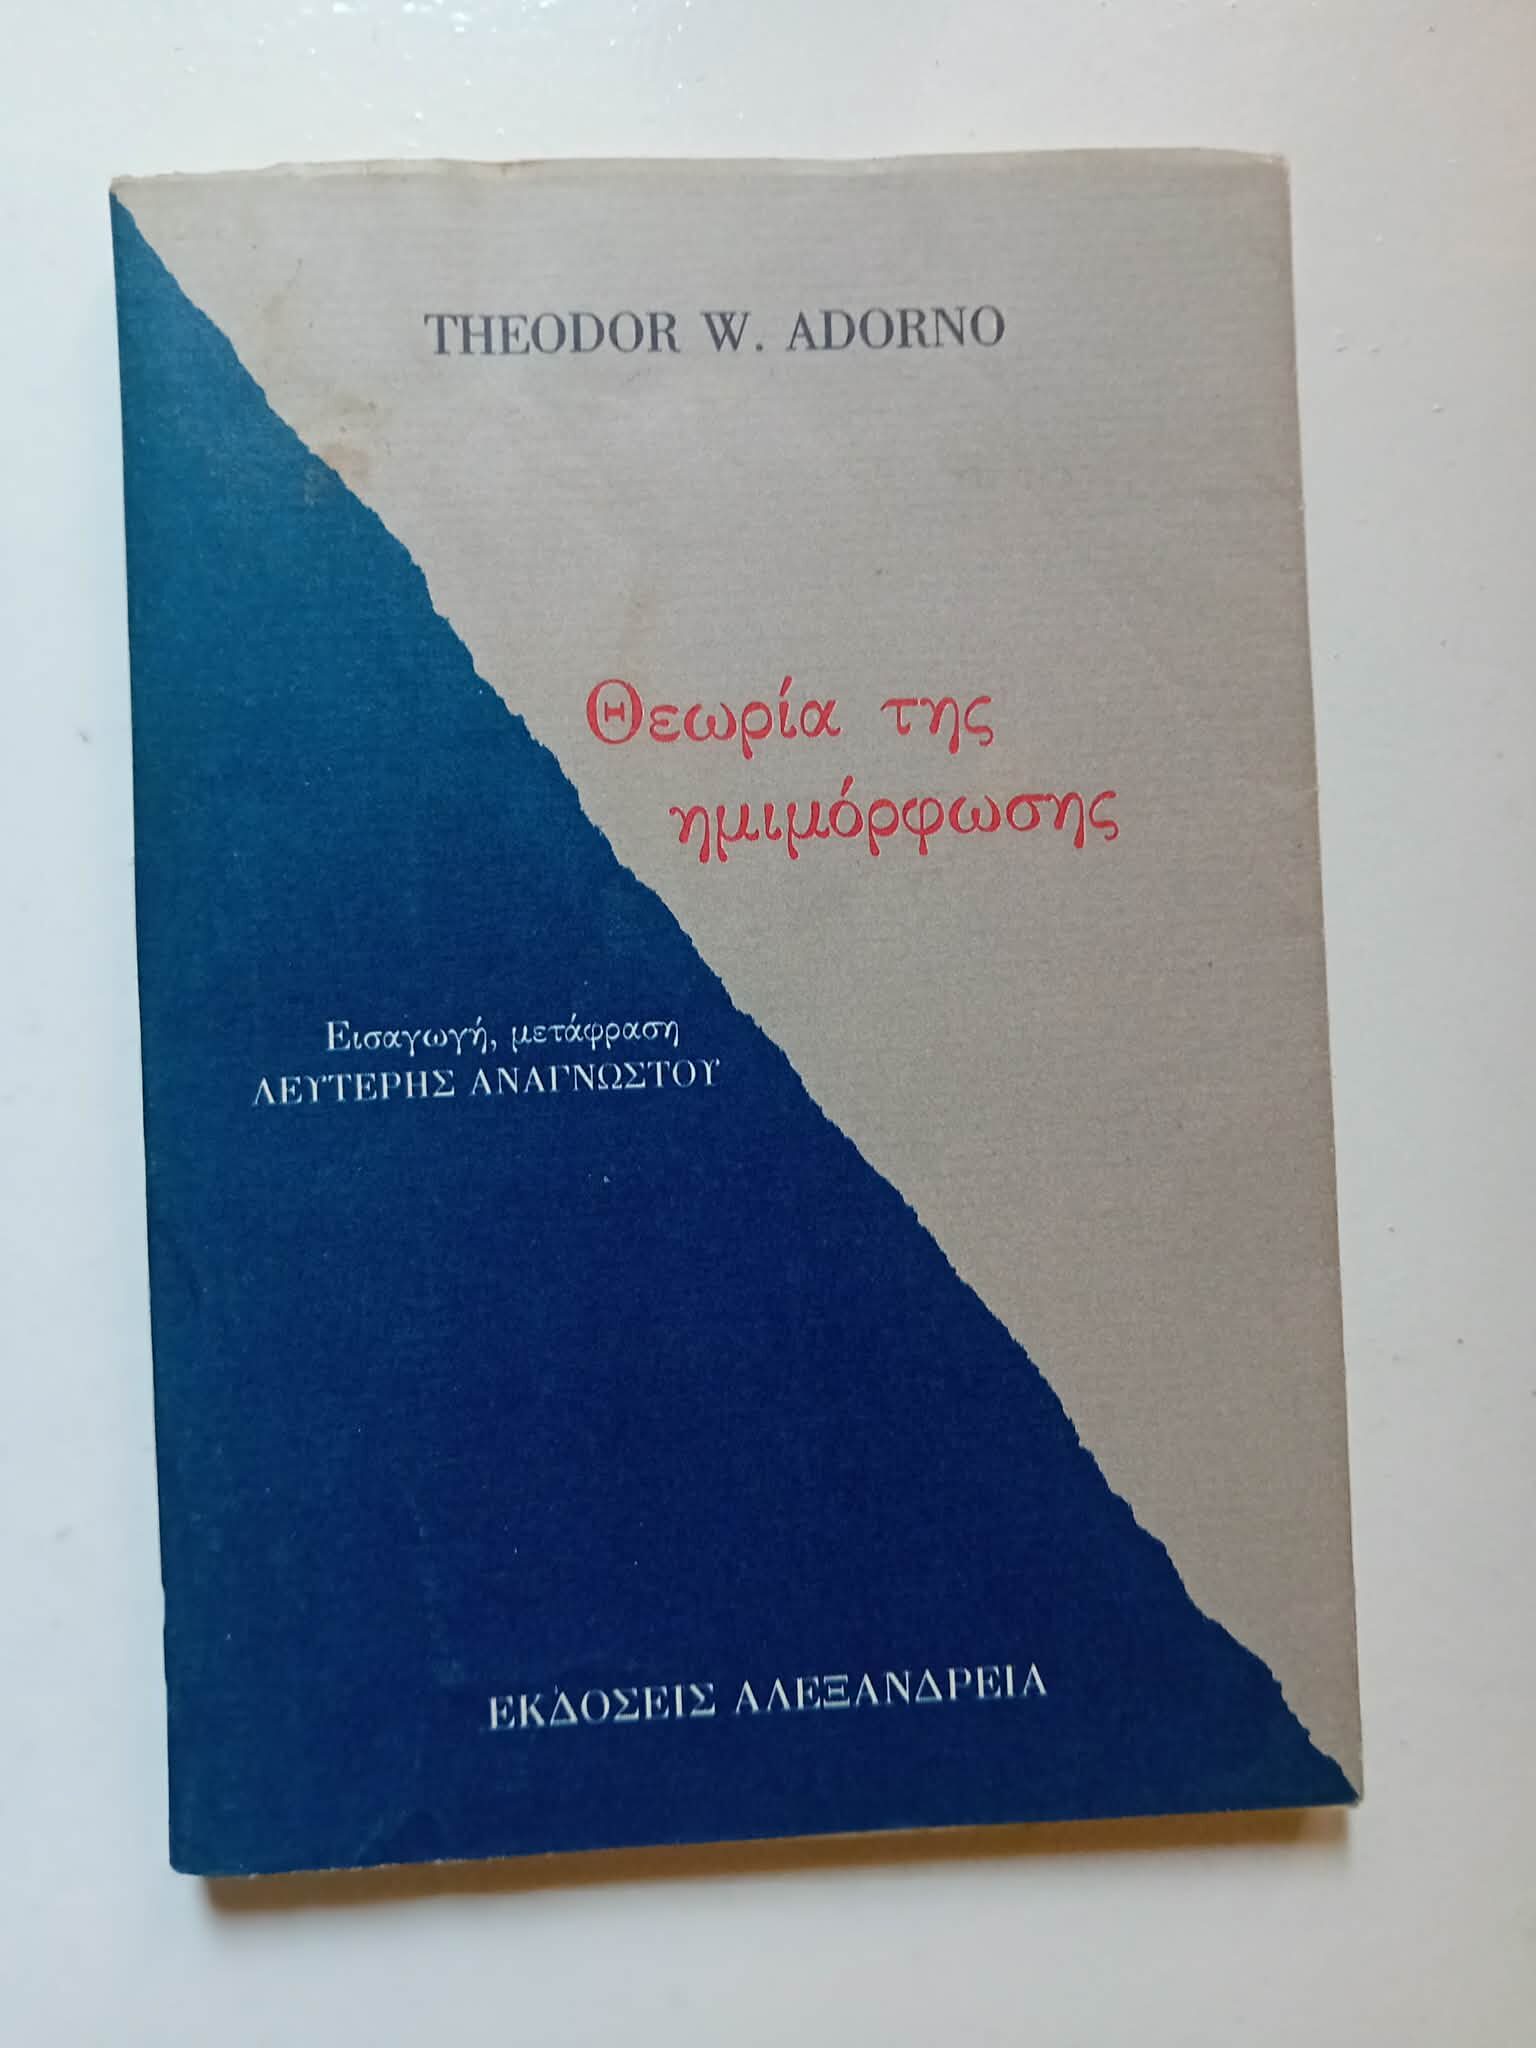 THEODOR W. ADORNO
Θεωρία της
ημιμόρφωσης
Εισαγωγή, μετάφραση
ΛΕΥΤΕΡΗΣ ΑΝΑΓΝΩΣΤΟΥ
ΕΚΔΟΣΕΙΣ ΑΛΕΞΑΝΔΡΕΙΑ